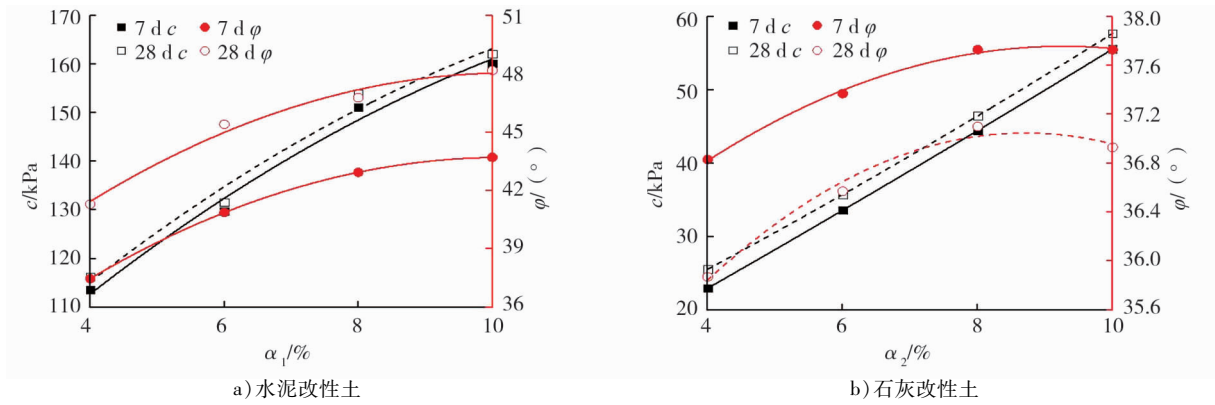 7 d c 7 d φ
28 d c 28 d φ
c/kPa
170
160
150
140
130
120
110
51
48
45
42
39
36
φ/(°)
4 6 8 10
α₁/%
a)水泥改性土
7 d c 7 d φ
28 d c 28 d φ
c/kPa
60
50
40
30
20
38.0
37.6
37.2
36.8
36.4
36.0
35.6
φ/(°)
4 6 8 10
α₂/%
b)石灰改性土